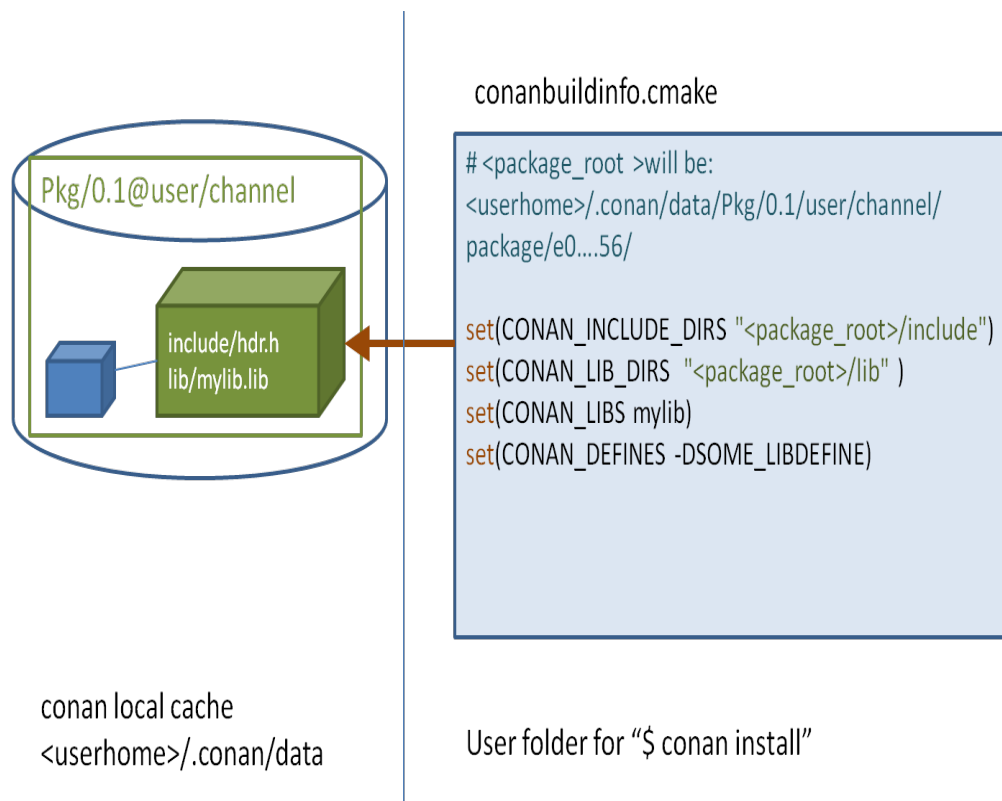 Pkg/0.1@user/channel
include/hdr.h
lib/mylib.lib
conan local cache
<userhome>/.conan/data
conanbuildinfo.cmake
# <package_root >will be:
<userhome>/.conan/data/Pkg/0.1/user/channel/
package/e0....56/
set(CONAN_INCLUDE_DIRS "<package_root>/include")
set(CONAN_LIB_DIRS "<package_root>/lib" )
set(CONAN_LIBS mylib)
set(CONAN_DEFINES -DSOME_LIBDEFINE)
User folder for “$ conan install”